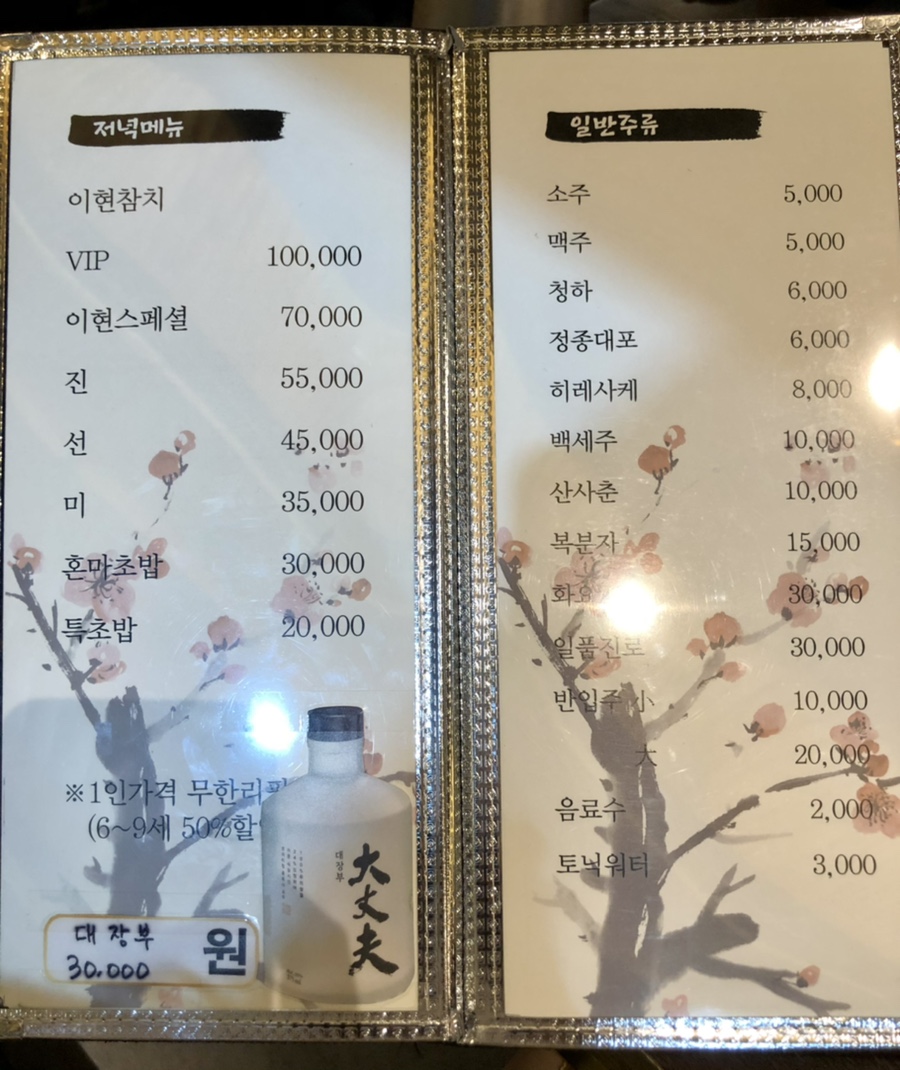 저녁메뉴
이현참치
VIP 100,000
이현스페셜 70,000
진 55,000
선 45,000
미 35,000
혼마초밥 30,000
특초밥 20,000
※1인가격 무한리필
(6~9세 50%할
대장부
大丈夫
대장부
30.000 원
일반주류
소주 5,000
맥주 5,000
청하 6,000
정종대포 6,000
히레사케 8,000
백세주 10,000
산사춘 10,000
복분자 15,000
화요 30,000
일품진로 30,000
반입주 小 10,000
大 20,000
음료수 2,000
토닉워터 3,000